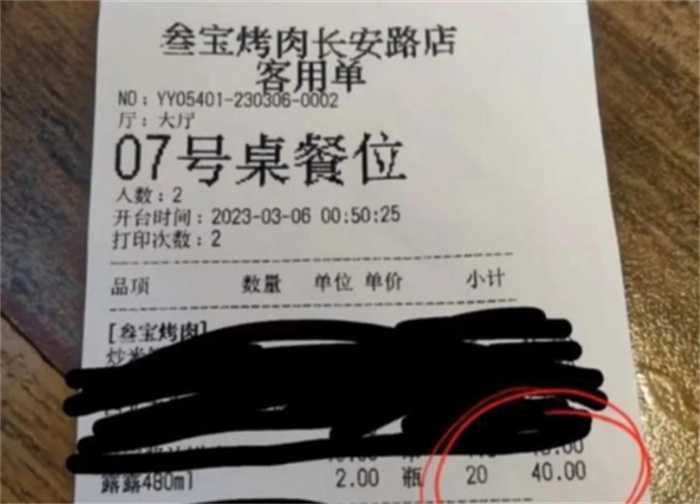 叁宝烤肉长安路店
客用单
NO：YY05401-230306-0002
厅：大厅
07号桌餐位
人数：2
开台时间：2023-03-06 00:50:25
打印次数：2
品項 数量 单位 单价 小计
[叁宝烤肉]
炒米
露露480ml 2.00 瓶 20 40.00